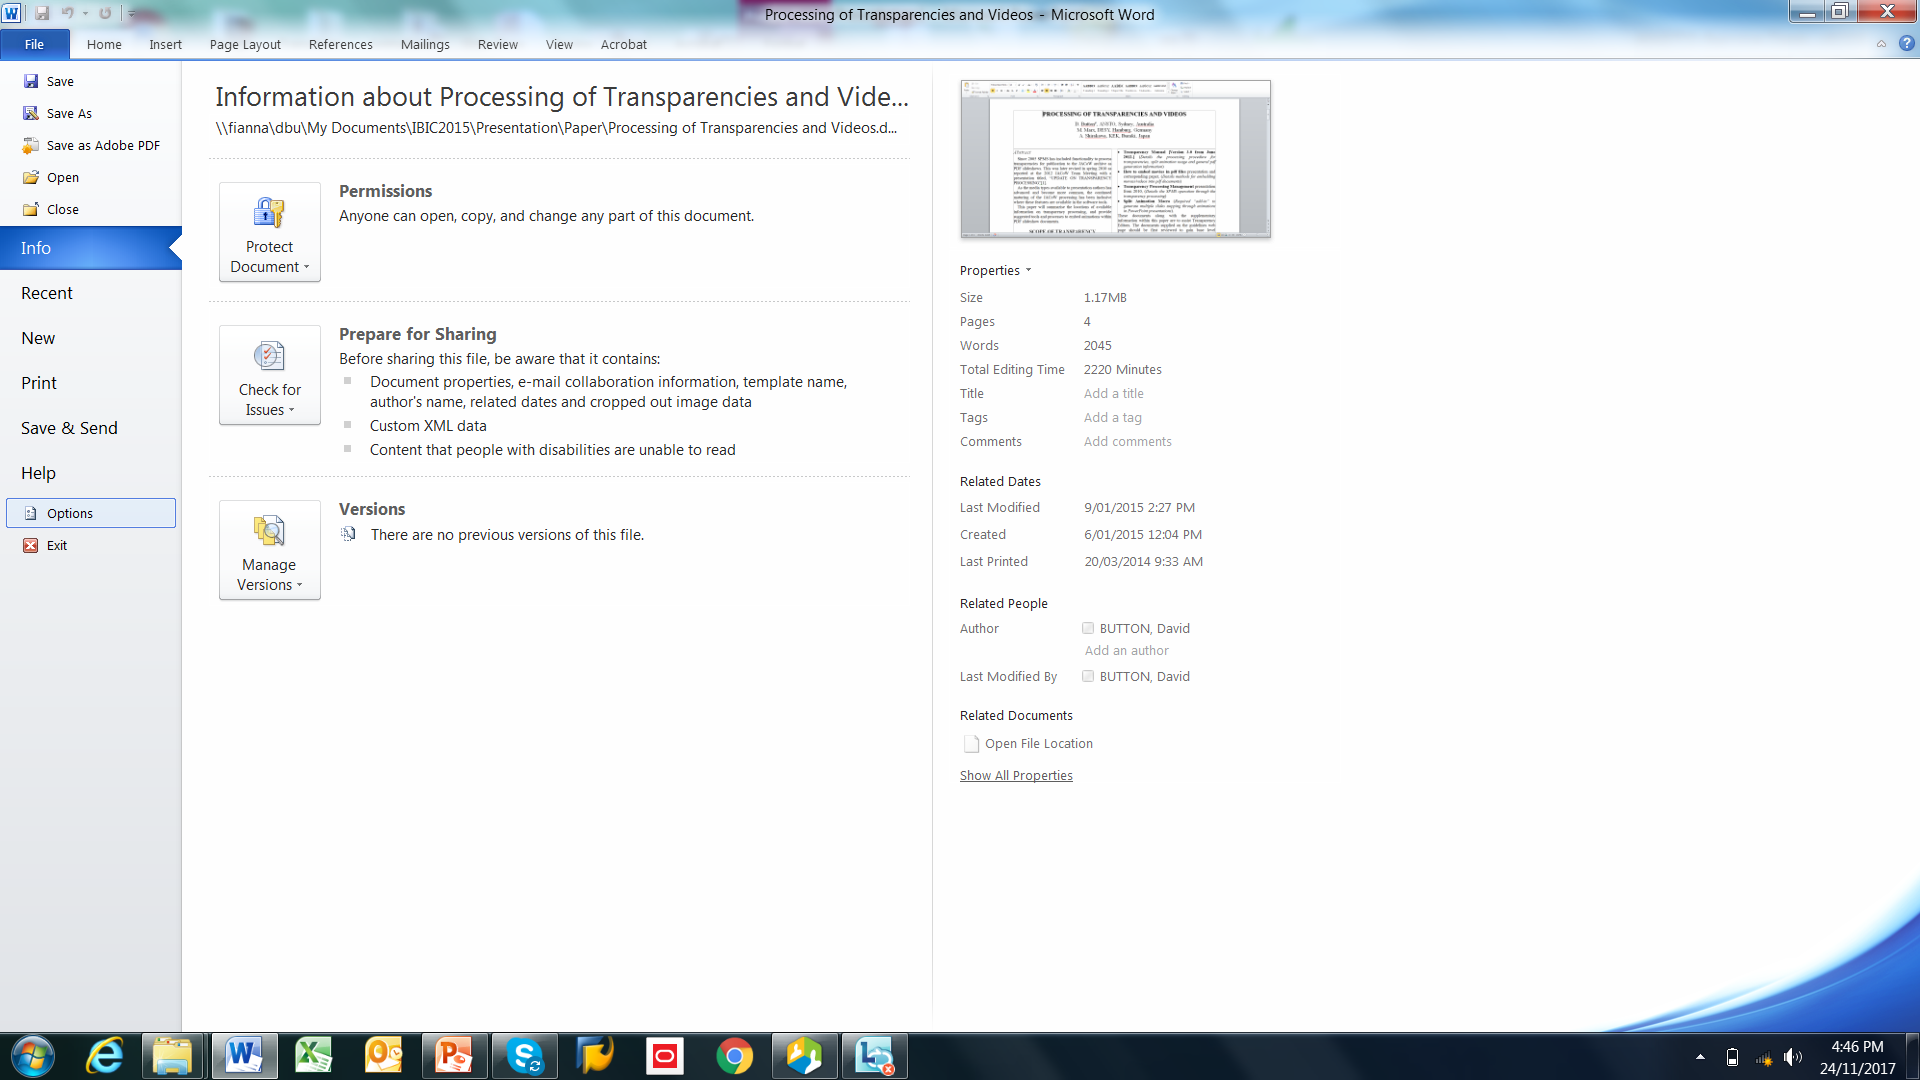 Processing of Transparencies and Videos - Microsoft Word
File Home Insert Page Layout References Mailings Review View Acrobat
Save
Save As
Save as Adobe PDF
Open
Close
Info
Recent
New
Print
Save & Send
Help
Options
Exit
Information about Processing of Transparencies and Vide...
\\fianna\dbu\My Documents\IBIC2015\Presentation\Paper\Processing of Transparencies and Videos.d...
Protect
Document
Permissions
Anyone can open, copy, and change any part of this document.
Check for
Issues
Prepare for Sharing
Before sharing this file, be aware that it contains:
Document properties, e-mail collaboration information, template name,
author's name, related dates and cropped out image data
Custom XML data
Content that people with disabilities are unable to read
Manage
Versions
Versions
There are no previous versions of this file.
PROCESSING OF TRANSPARENCIES AND VIDEOS
Properties
Size 1.17MB
Pages 4
Words 2045
Total Editing Time 2220 Minutes
Title Add a title
Tags Add a tag
Comments Add comments
Related Dates
Last Modified 9/01/2015 2:27 PM
Created 6/01/2015 12:04 PM
Last Printed 20/03/2014 9:33 AM
Related People
Author BUTTON, David
Add an author
Last Modified By BUTTON, David
Related Documents
Open File Location
Show All Properties
4:46 PM
24/11/2017